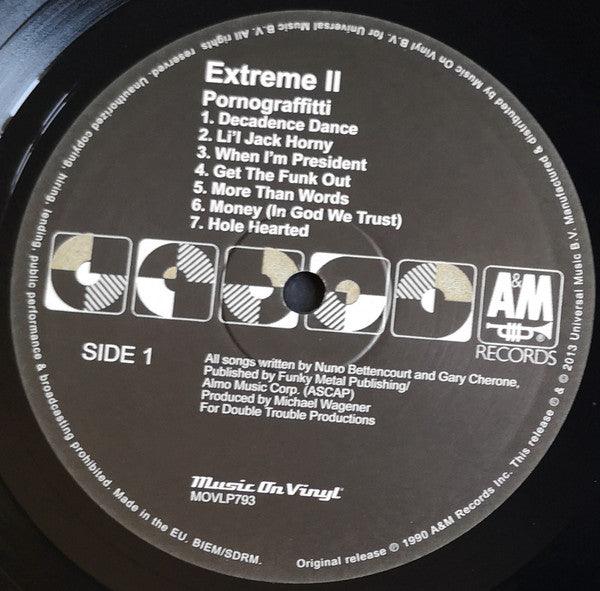 Extreme II
Pornograffitti
1. Decadence Dance
2. Li'l Jack Horny
3. When I'm President
4. Get The Funk Out
5. More Than Words
6. Money (In God We Trust)
7. Hole Hearted
A&M
®
RECORDS
SIDE 1
All songs written by Nuno Bettencourt and Gary Cherone,
Published by Funky Metal Publishing/
Almo Music Corp. (ASCAP)
Produced by Michael Wagener
For Double Trouble Productions
Music On Vinyl
MOVLP793
Original release ℗ 1990 A&M Records Inc. This release ℗ & © 2013 Universal Music B.V. Manufactured & distributed by Music On Vinyl B.V. for Universal Music B.V. All rights reserved. Unauthorized copying, hiring, lending, public performance & broadcasting prohibited. Made in the EU. BIEM/SDRM.